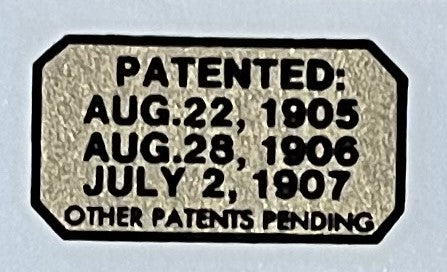 PATENTED:
AUG.22, 1905
AUG.28, 1906
JULY 2, 1907
OTHER PATENTS PENDING